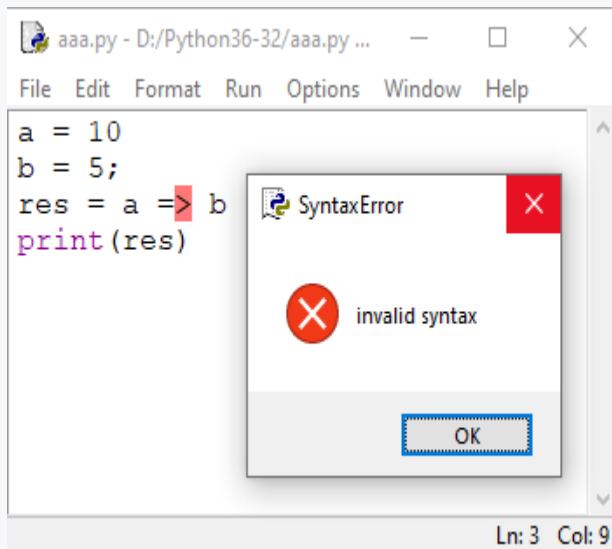 aaa.py - D:/Python36-32/aaa.py ...
File Edit Format Run Options Window Help
a = 10
b = 5;
res = a => b
print(res)
SyntaxError
invalid syntax
OK
Ln: 3 Col: 9